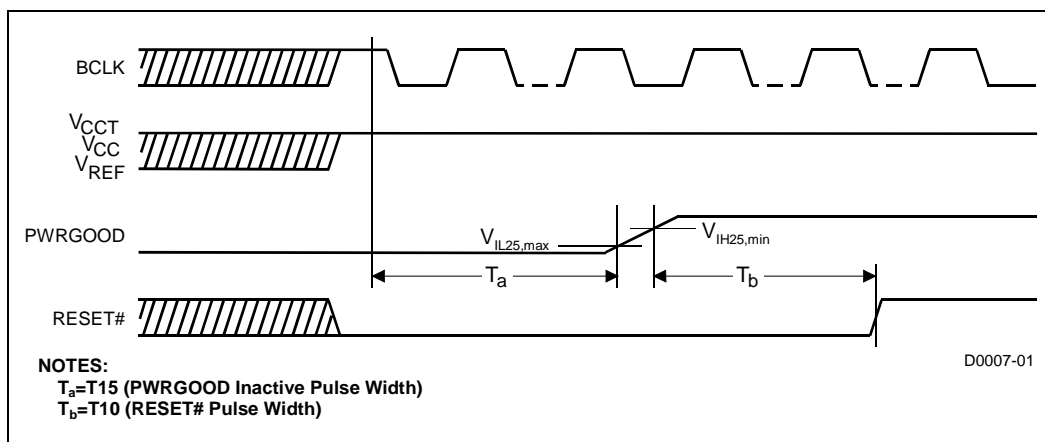 BCLK
VCCT
VCC
VREF
PWRGOOD
VIL25,max
VIH25,min
Ta
Tb
RESET#
D0007-01
NOTES:
Ta=T15 (PWRGOOD Inactive Pulse Width)
Tb=T10 (RESET# Pulse Width)